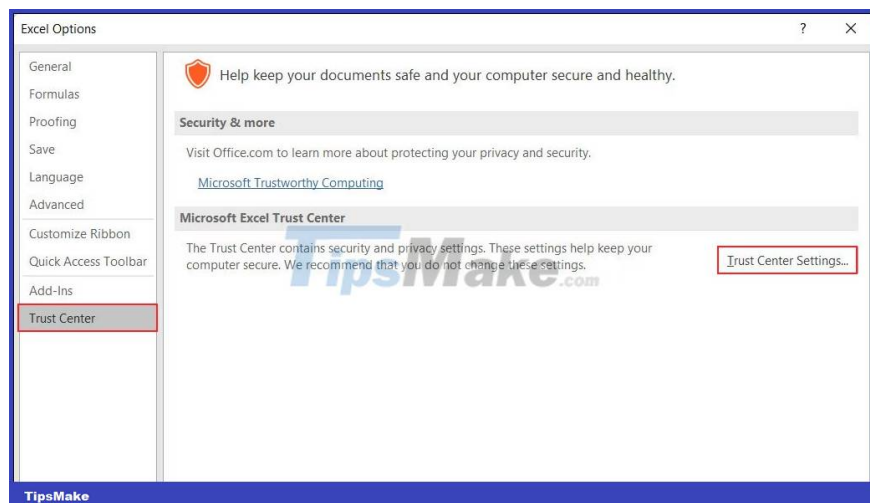 Excel Options
?
General
Formulas
Proofing
Save
Language
Advanced
Customize Ribbon
Quick Access Toolbar
Add-Ins
Trust Center
Help keep your documents safe and your computer secure and healthy.
Security & more
Visit Office.com to learn more about protecting your privacy and security.
Microsoft Trustworthy Computing
Microsoft Excel Trust Center
The Trust Center contains security and privacy settings. These settings help keep your
computer secure. We recommend that you do not change these settings.
Trust Center Settings...
TipsMake.com
TipsMake